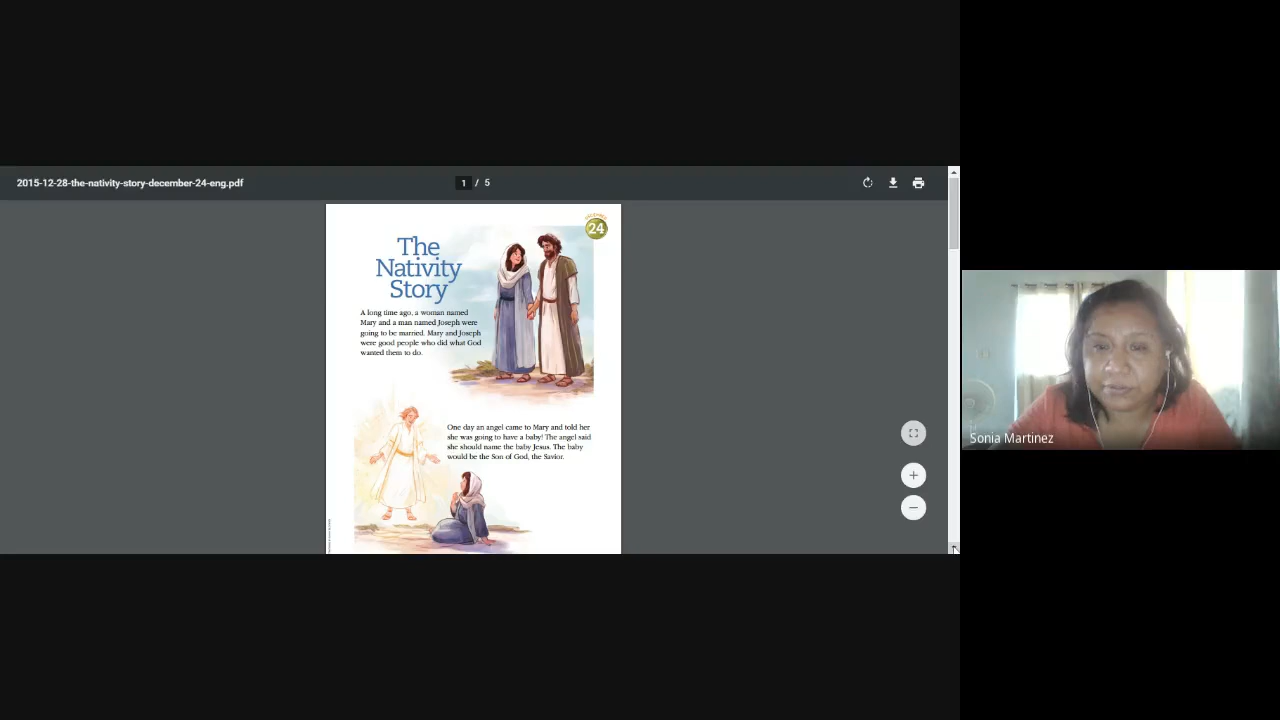 2015-12-28-the-nativity-story-december-24-eng.pdf
1 / 5
24
The
Nativity
Story
A long time ago, a woman named
Mary and a man named Joseph were
going to be married. Mary and Joseph
were good people who did what God
wanted them to do.
One day an angel came to Mary and told her
she was going to have a baby! The angel said
she should name the baby Jesus. The baby
would be the Son of God, the Savior.
Sonia Martinez